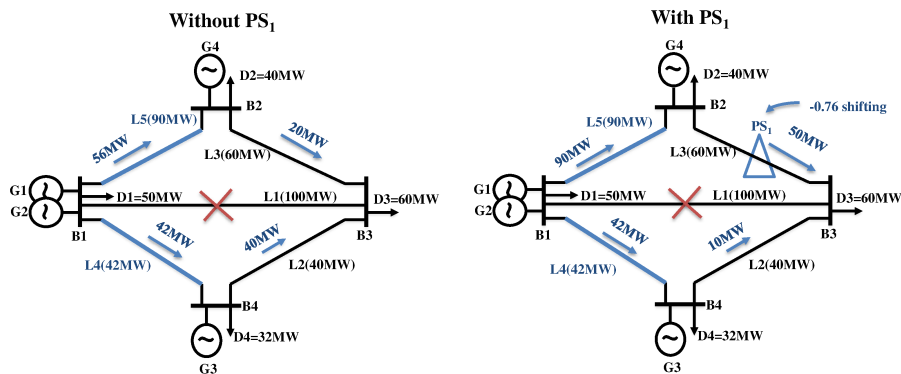 Without PS1
G4
D2=40MW
B2
L5(90MW)
56MW
20MW
L3(60MW)
G1
D1=50MW
L1(100MW)
D3=60MW
G2
B1
B3
42MW
40MW
L4(42MW)
L2(40MW)
B4
D4=32MW
G3
With PS1
G4
D2=40MW
-0.76 shifting
B2
L5(90MW)
PS1
50MW
90MW
L3(60MW)
G1
D1=50MW
L1(100MW)
D3=60MW
G2
B1
B3
42MW
10MW
L4(42MW)
L2(40MW)
B4
D4=32MW
G3